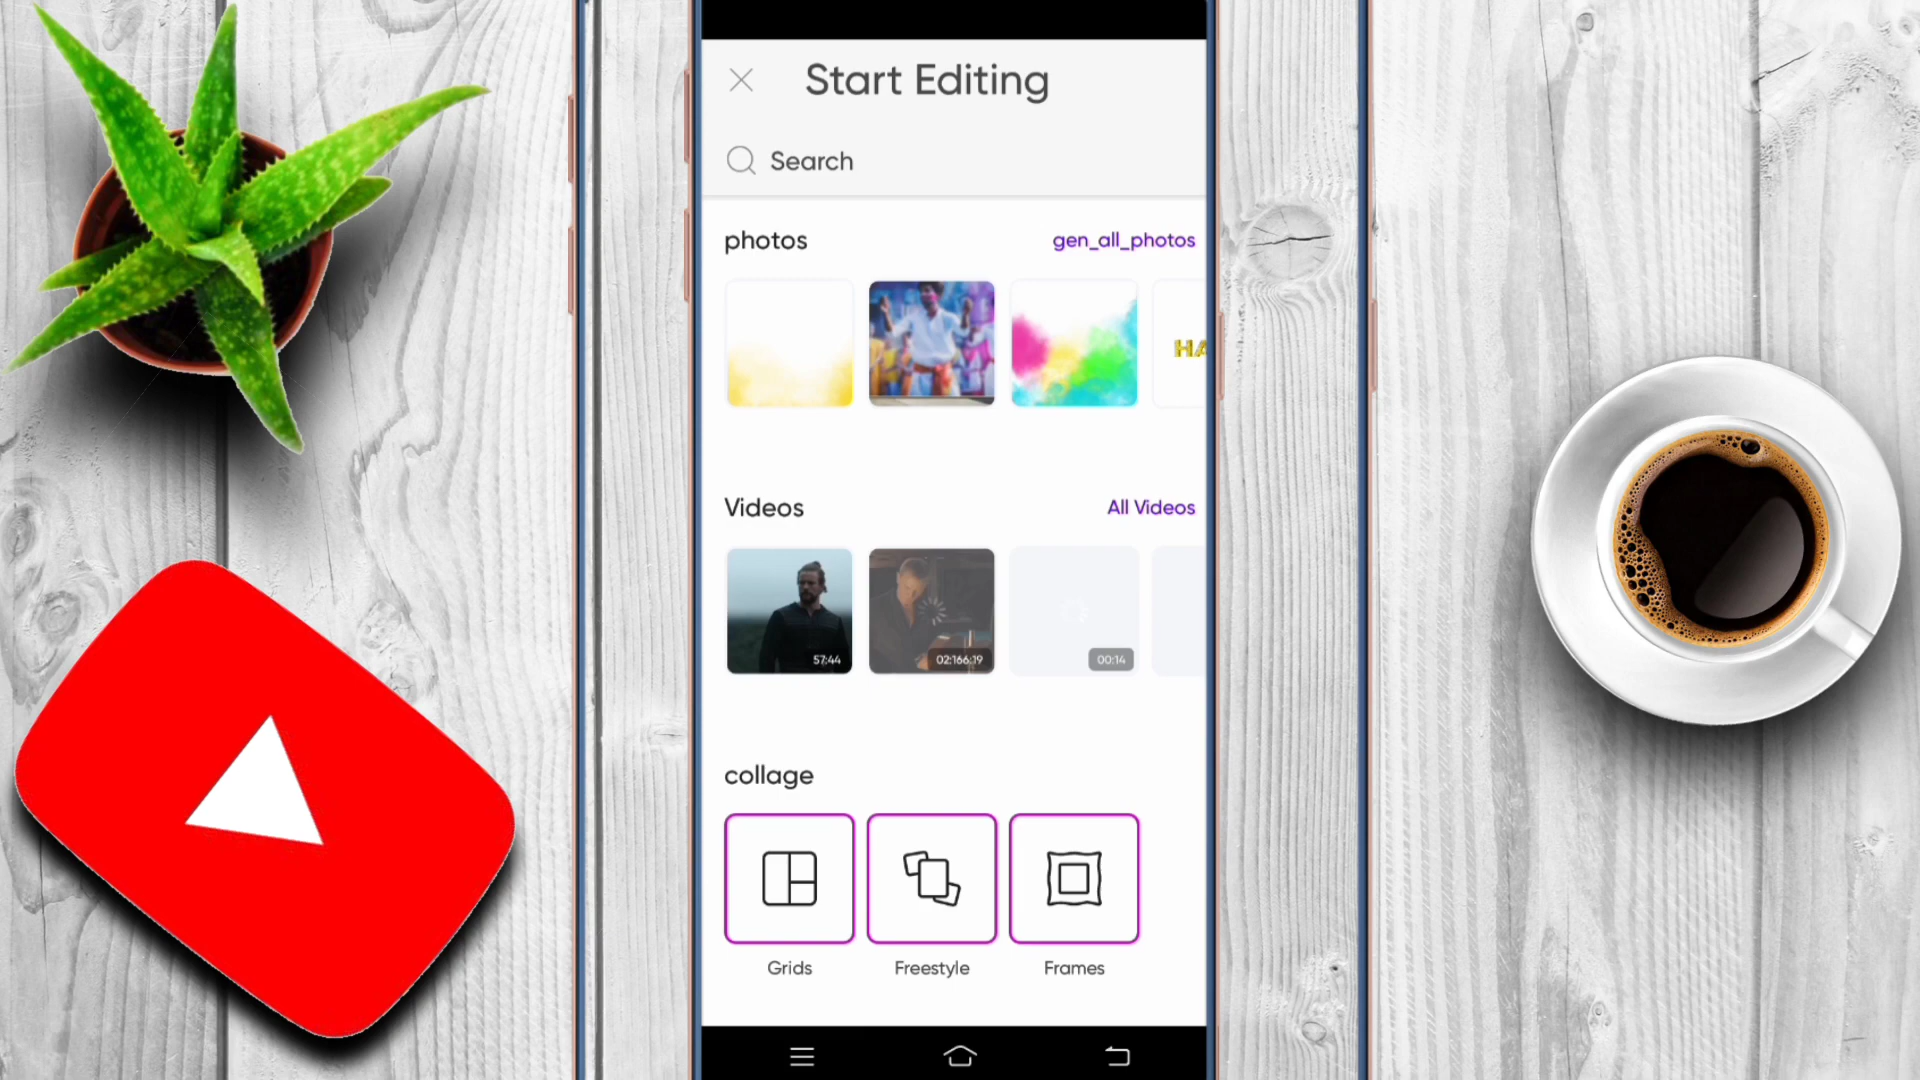 Start Editing
Search
photos gen_all_photos
HA
Videos All Videos
57:44 02:166:19 00:14
collage
Grids Freestyle Frames